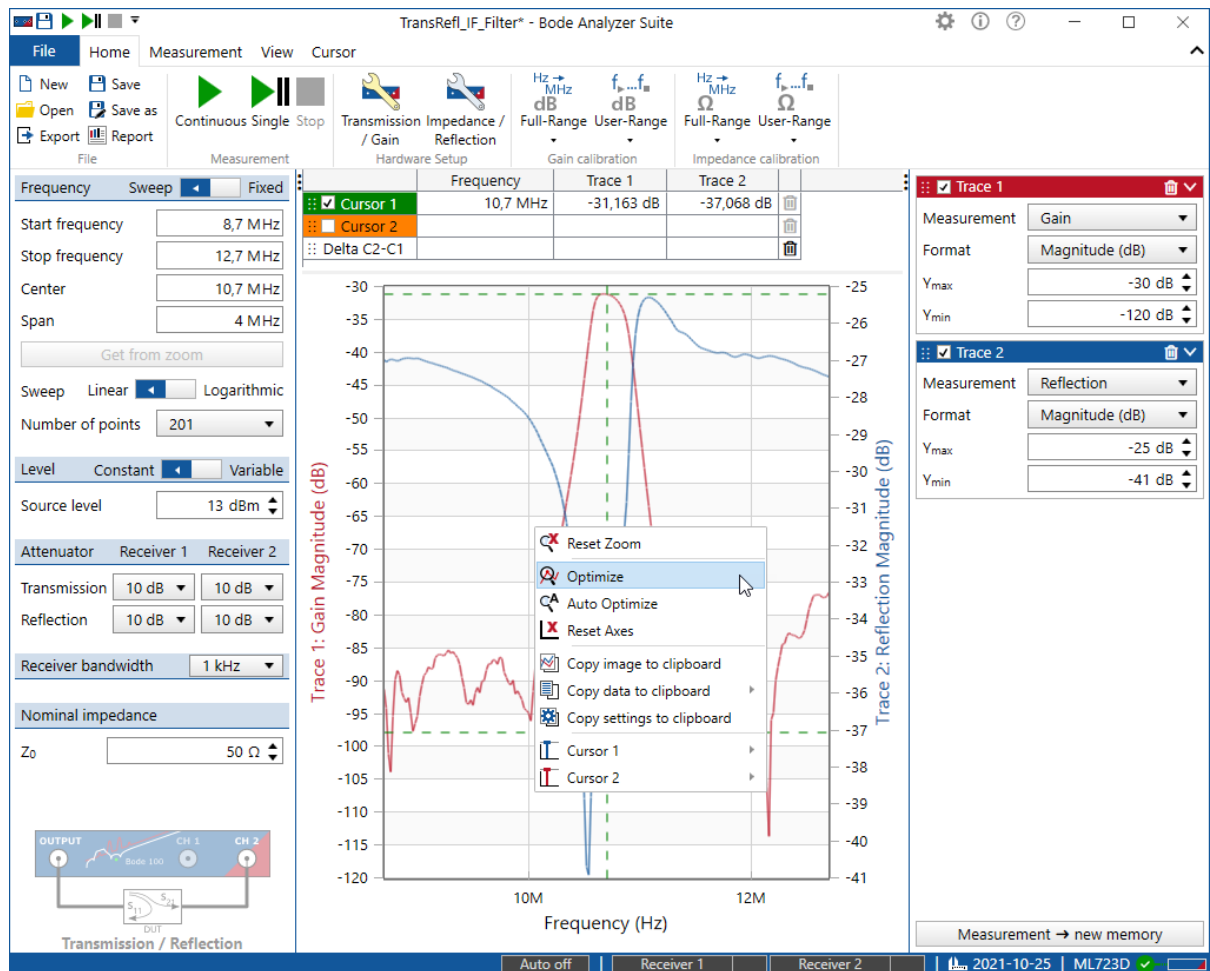 TransRefl_IF_Filter* - Bode Analyzer Suite
File Home Measurement View Cursor
New Save
Open Save as
Export Report
File
Continuous Single Stop
Measurement
Transmission / Gain
Impedance / Reflection
Hardware Setup
Hz → MHz dB Full-Range
f...f dB User-Range
Gain calibration
Hz → MHz Ω Full-Range
f...f Ω User-Range
Impedance calibration
Frequency Sweep Fixed
Start frequency 8,7 MHz
Stop frequency 12,7 MHz
Center 10,7 MHz
Span 4 MHz
Get from zoom
Sweep Linear Logarithmic
Number of points 201
Level Constant Variable
Source level 13 dBm
Attenuator Receiver 1 Receiver 2
Transmission 10 dB 10 dB
Reflection 10 dB 10 dB
Receiver bandwidth 1 kHz
Nominal impedance
Z0 50 Ω
OUTPUT CH 1 CH 2
Bode 100
S11 S21
DUT
Transmission / Reflection
Frequency Trace 1 Trace 2
Cursor 1 10,7 MHz -31,163 dB -37,068 dB
Cursor 2
Delta C2-C1
Trace 1: Gain Magnitude (dB)
-30
-35
-40
-45
-50
-55
-60
-65
-70
-75
-80
-85
-90
-95
-100
-105
-110
-115
-120
Reset Zoom
Optimize
Auto Optimize
Reset Axes
Copy image to clipboard
Copy data to clipboard
Copy settings to clipboard
Cursor 1
Cursor 2
-25
-26
-27
-28
-29
-30
-31
-32
-33
-34
-35
-36
-37
-38
-39
-40
-41
Trace 2: Reflection Magnitude (dB)
10M 12M
Frequency (Hz)
Trace 1
Measurement Gain
Format Magnitude (dB)
Ymax -30 dB
Ymin -120 dB
Trace 2
Measurement Reflection
Format Magnitude (dB)
Ymax -25 dB
Ymin -41 dB
Measurement → new memory
Auto off Receiver 1 Receiver 2 2021-10-25 ML723D